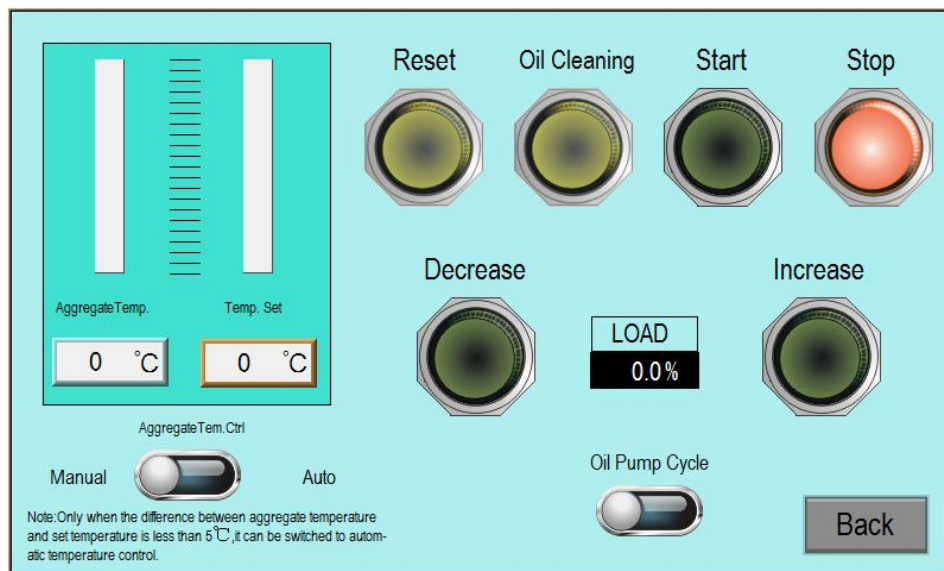 Reset
Oil Cleaning
Start
Stop
AggregateTemp.
Temp. Set
0 ℃
0 ℃
Decrease
Increase
LOAD
0.0%
AggregateTem.Ctrl
Manual
Auto
Note:Only when the difference between aggregate temperature
and set temperature is less than 5℃,it can be switched to autom-
atic temperature control.
Oil Pump Cycle
Back